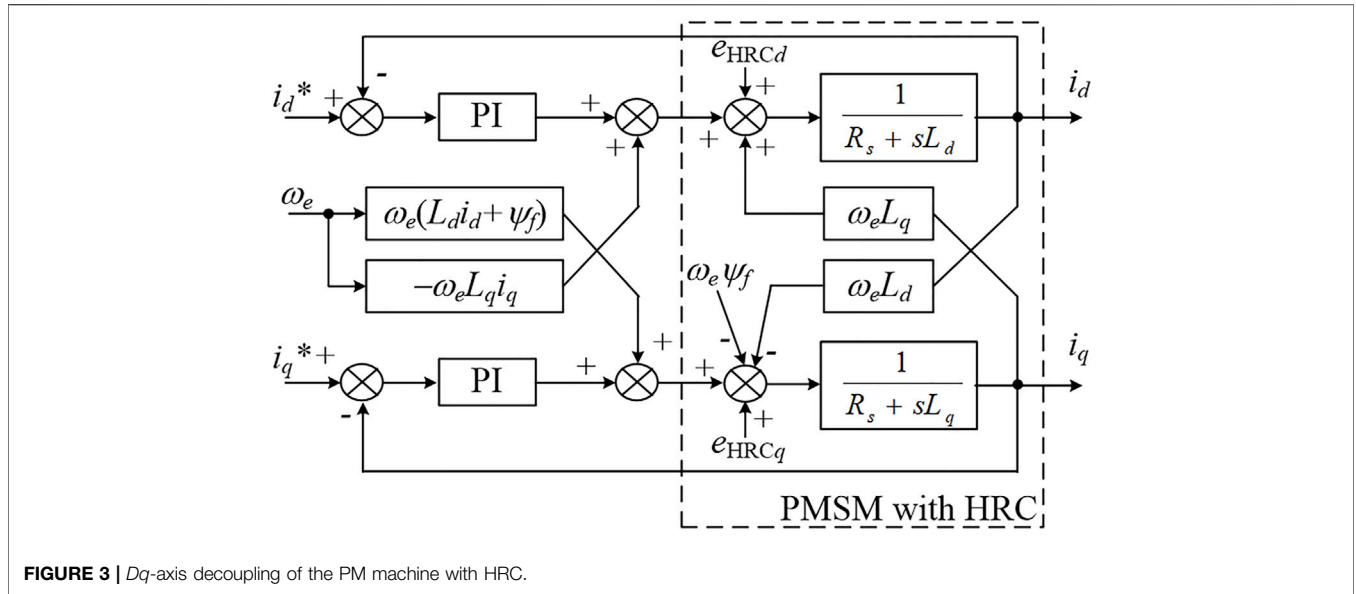 e_HRCd
-
+
i_d* +
PI
+
+
+
+
1
R_s + sL_d
i_d
ω_e
ω_e(L_d i_d + ψ_f)
ω_e L_q
-ω_e L_q i_q
ω_e ψ_f
ω_e L_d
i_q* +
-
PI
+
+
+
-
-
+
1
R_s + sL_q
i_q
e_HRCq
PMSM with HRC
FIGURE 3 | Dq-axis decoupling of the PM machine with HRC.